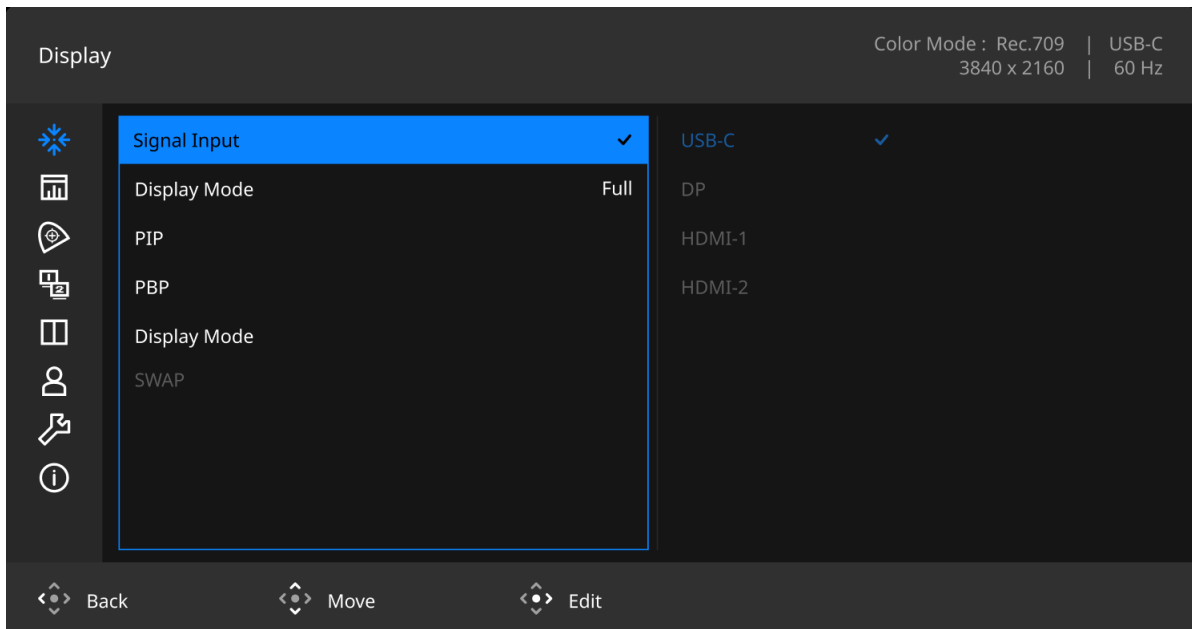 Display
Color Mode : Rec.709 | USB-C
3840 x 2160 | 60 Hz
Signal Input
Display Mode Full
PIP
PBP
Display Mode
SWAP
USB-C
DP
HDMI-1
HDMI-2
Back Move Edit